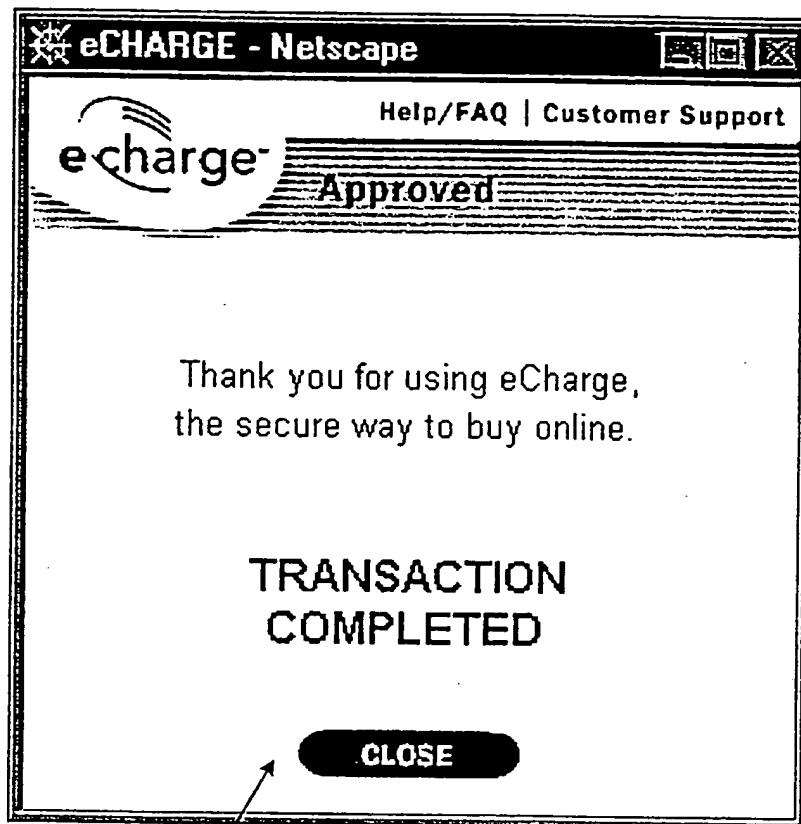 eCHARGE - Netscape
Help/FAQ | Customer Support
echarge
Approved
Thank you for using eCharge,
the secure way to buy online.
TRANSACTION
COMPLETED
CLOSE